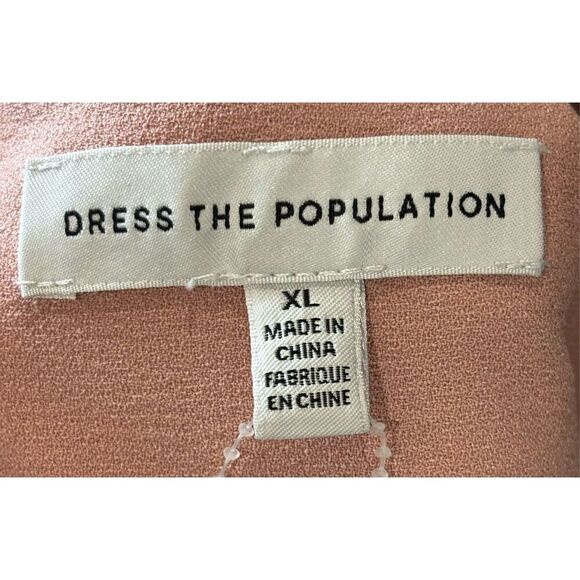 DRESS THE POPULATION
XL
MADE IN
CHINA
FABRIQUE
EN CHINE